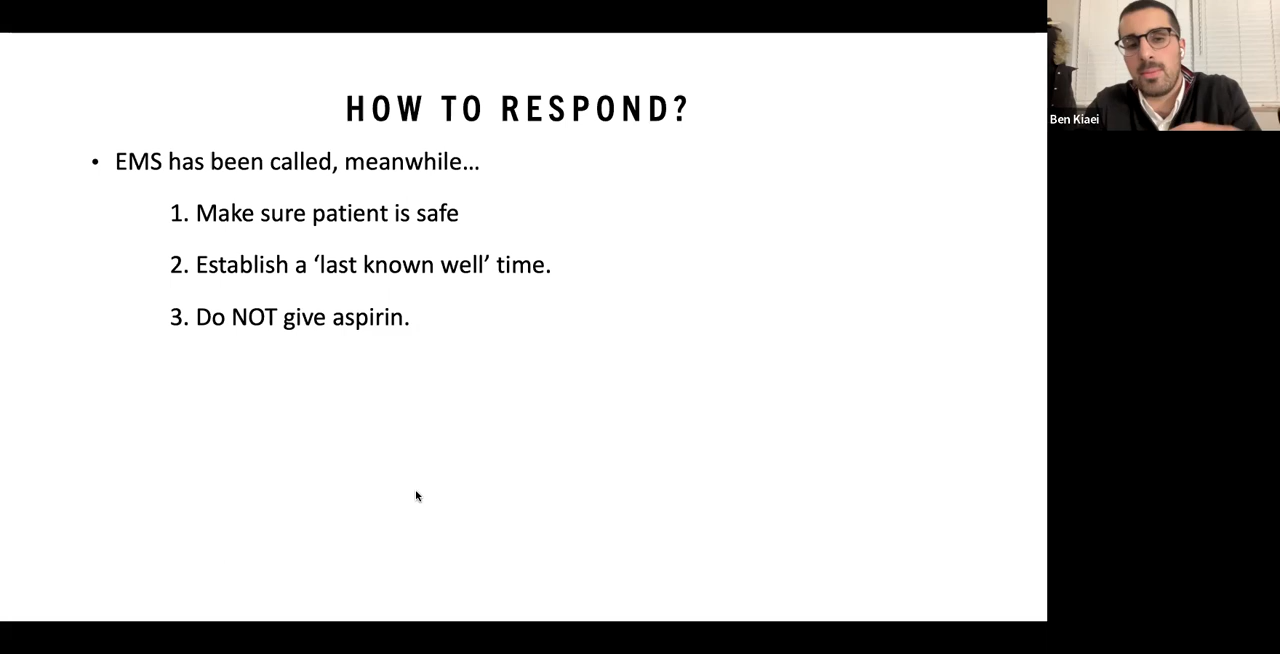 HOW TO RESPOND?
• EMS has been called, meanwhile…
1. Make sure patient is safe
2. Establish a ‘last known well’ time.
3. Do NOT give aspirin.
Ben Kiaei